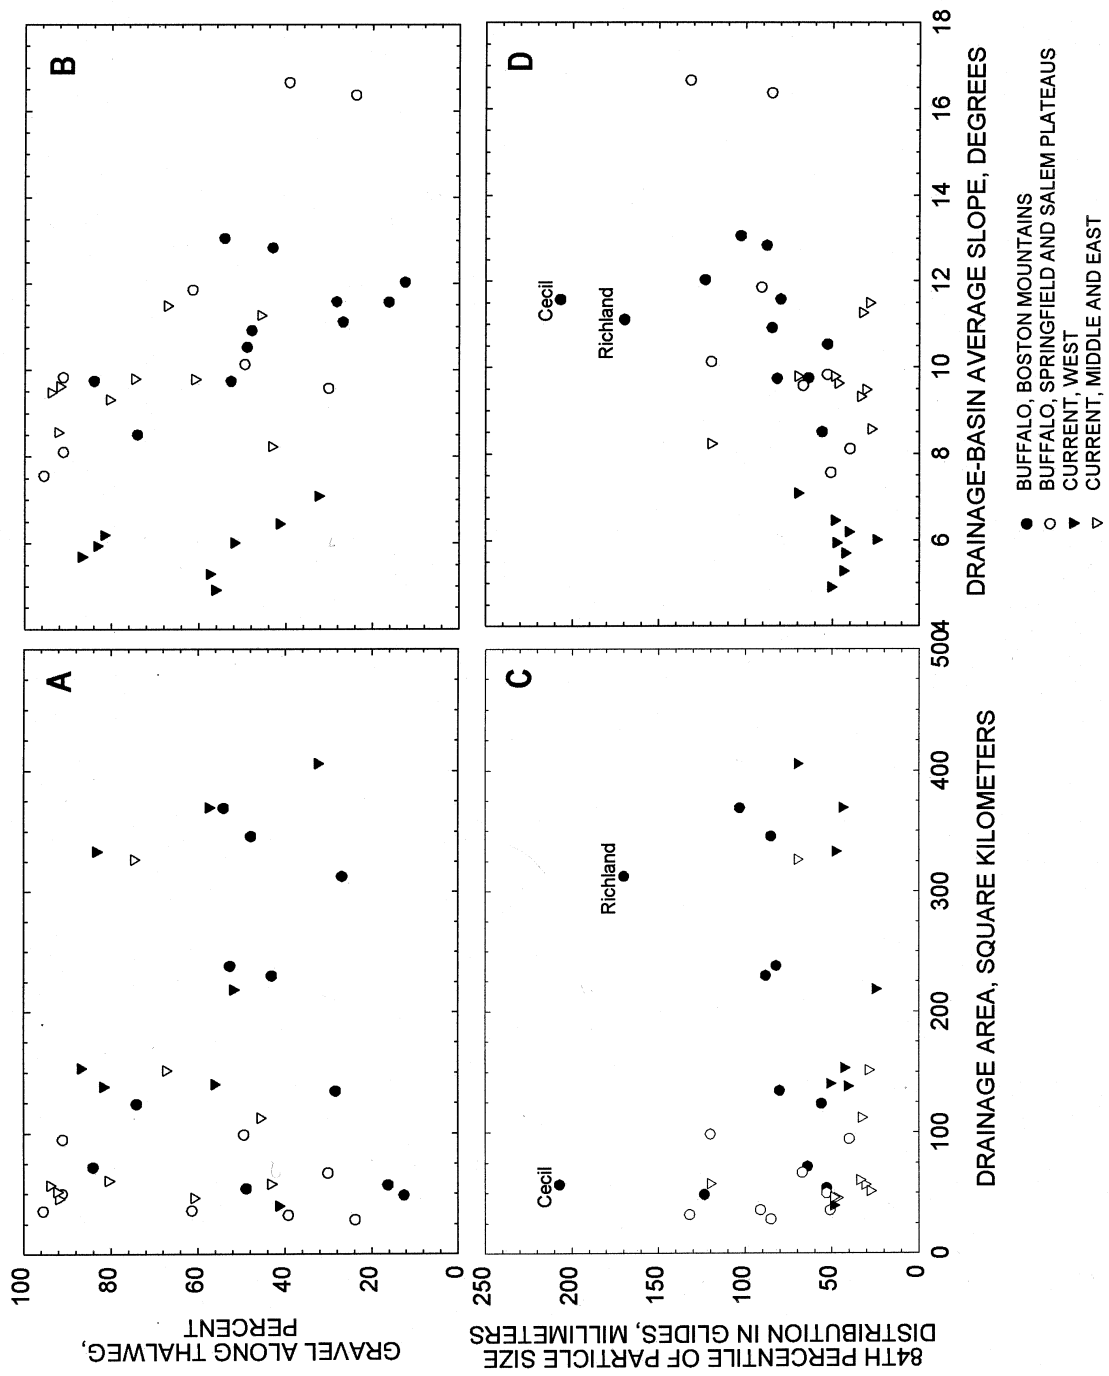 A
B
100
80
60
40
20
0
GRAVEL ALONG THALWEG,
PERCENT
C
D
Cecil
Richland
Cecil
Richland
250
200
150
100
50
0
84TH PERCENTILE OF PARTICLE SIZE
DISTRIBUTION IN GLIDES, MILLIMETERS
0 100 200 300 400 500
4 6 8 10 12 14 16 18
DRAINAGE AREA, SQUARE KILOMETERS
DRAINAGE-BASIN AVERAGE SLOPE, DEGREES
BUFFALO, BOSTON MOUNTAINS
BUFFALO, SPRINGFIELD AND SALEM PLATEAUS
CURRENT, WEST
CURRENT, MIDDLE AND EAST